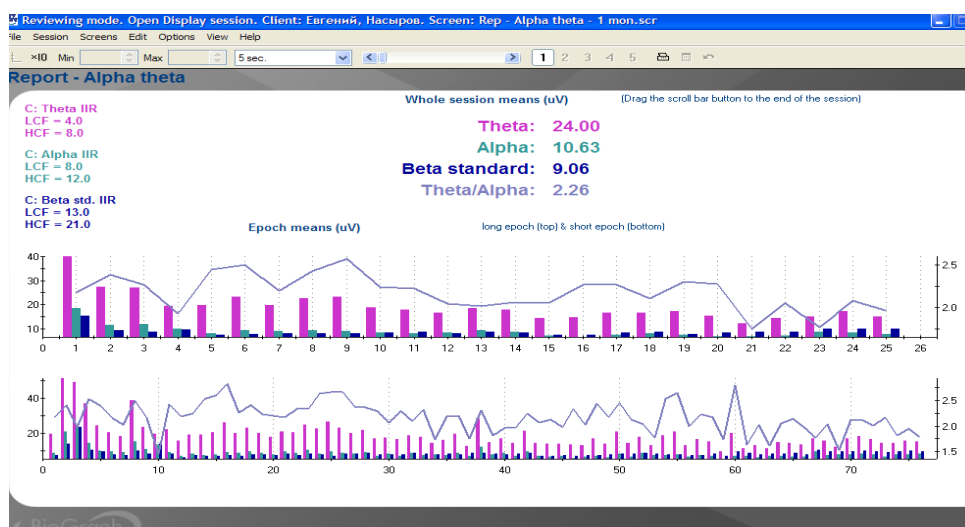 Reviewing mode. Open Display session. Client: Евгений, Насыров. Screen: Rep - Alpha theta - 1 mon.scr
File Session Screens Edit Options View Help
×10 Min Max 5 sec. 1 2 3 4 5
Report - Alpha theta
Whole session means (uV) (Drag the scroll bar button to the end of the session)
C: Theta IIR
LCF = 4.0
HCF = 8.0
C: Alpha IIR
LCF = 8.0
HCF = 12.0
C: Beta std. IIR
LCF = 13.0
HCF = 21.0
Theta: 24.00
Alpha: 10.63
Beta standard: 9.06
Theta/Alpha: 2.26
Epoch means (uV) long epoch (top) & short epoch (bottom)
40
30
20
10
2.5
2.0
0 1 2 3 4 5 6 7 8 9 10 11 12 13 14 15 16 17 18 19 20 21 22 23 24 25 26
40
20
2.5
2.0
1.5
0 10 20 30 40 50 60 70
BioGraph